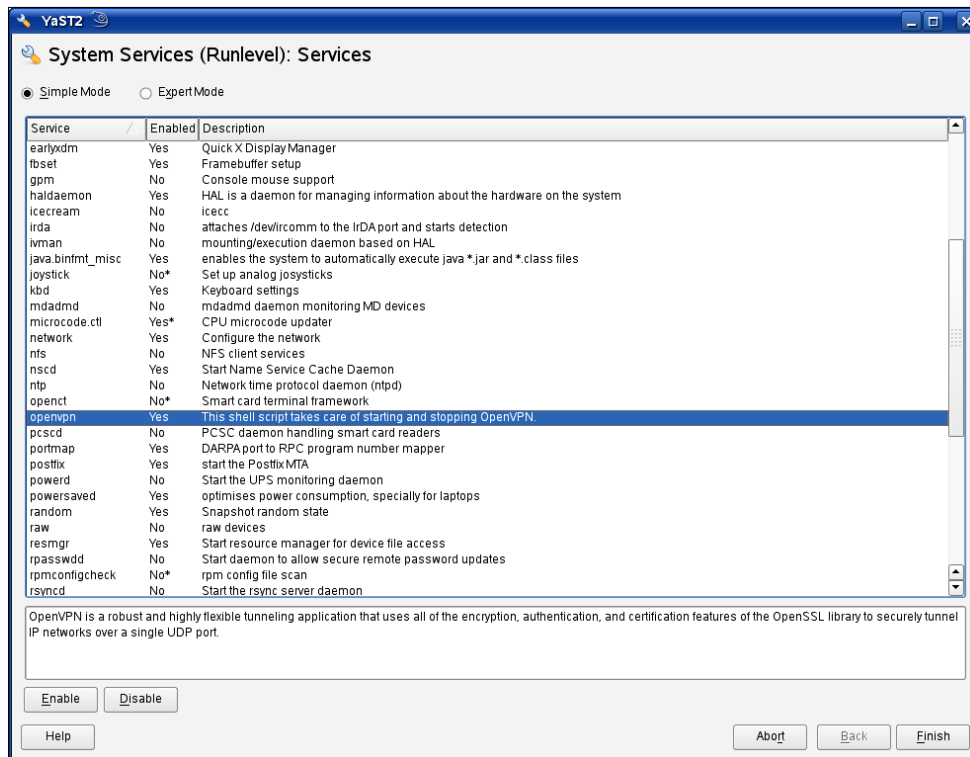 YaST2
System Services (Runlevel): Services
Simple Mode Expert Mode
Service Enabled Description
earlyxdm Yes Quick X Display Manager
fbset Yes Framebuffer setup
gpm No Console mouse support
haldaemon Yes HAL is a daemon for managing information about the hardware on the system
icecream No icecc
irda No attaches /dev/ircomm to the IrDA port and starts detection
ivman No mounting/execution daemon based on HAL
java.binfmt_misc Yes enables the system to automatically execute java *.jar and *.class files
joystick No* Set up analog josysticks
kbd Yes Keyboard settings
mdadmd No mdadmd daemon monitoring MD devices
microcode.ctl Yes* CPU microcode updater
network Yes Configure the network
nfs No NFS client services
nscd Yes Start Name Service Cache Daemon
ntp No Network time protocol daemon (ntpd)
openct No* Smart card terminal framework
openvpn Yes This shell script takes care of starting and stopping OpenVPN.
pcscd No PCSC daemon handling smart card readers
portmap Yes DARPA port to RPC program number mapper
postfix Yes start the Postfix MTA
powerd No Start the UPS monitoring daemon
powersaved Yes optimises power consumption, specially for laptops
random Yes Snapshot random state
raw No raw devices
resmgr Yes Start resource manager for device file access
rpasswdd No Start daemon to allow secure remote password updates
rpmconfigcheck No* rpm config file scan
rsyncd No Start the rsync server daemon
OpenVPN is a robust and highly flexible tunneling application that uses all of the encryption, authentication, and certification features of the OpenSSL library to securely tunnel
IP networks over a single UDP port.
Enable Disable
Help Abort Back Finish